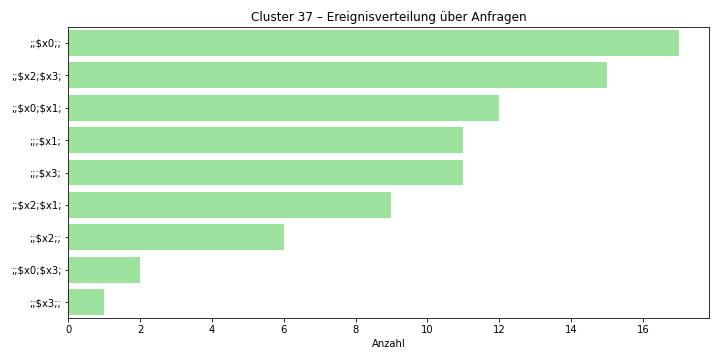 Cluster 37 – Ereignisverteilung über Anfragen
;;$x0;;
;;$x2;$x3;
;;$x0;$x1;
;;;$x1;
;;;$x3;
;;$x2;$x1;
;;$x2;;
;;$x0;$x3;
;;$x3;;
0 2 4 6 8 10 12 14 16
Anzahl